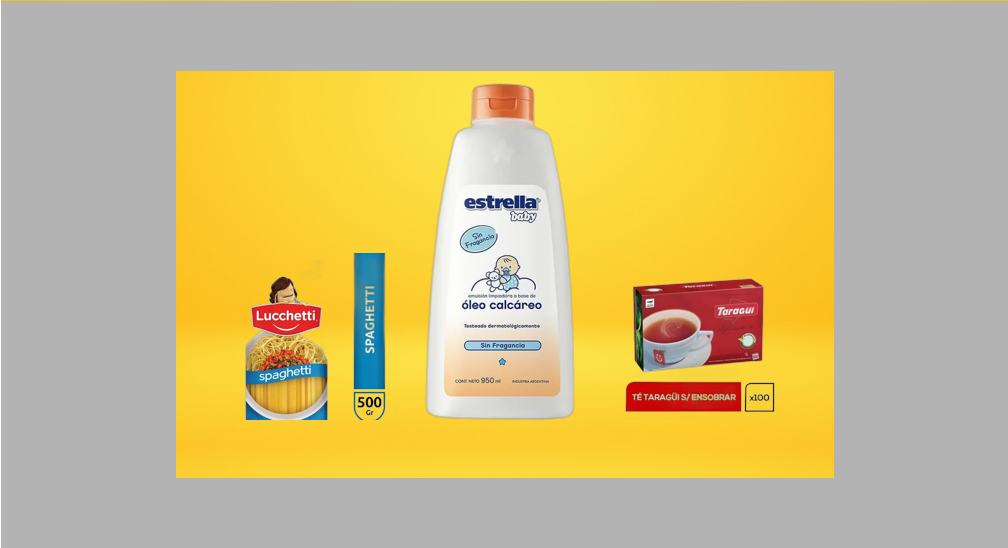 Lucchetti
spaghetti
SPAGHETTI
500
Gr
estrella
baby
Sin
Fragancia
emulsión limpiadora a base de
óleo calcáreo
Testeado dermatológicamente
Sin Fragancia
CONT. NETO 950 ml INDUSTRIA ARGENTINA
Taragüi
Taragüi
TÉ TARAGÜI S/ ENSOBRAR
x100